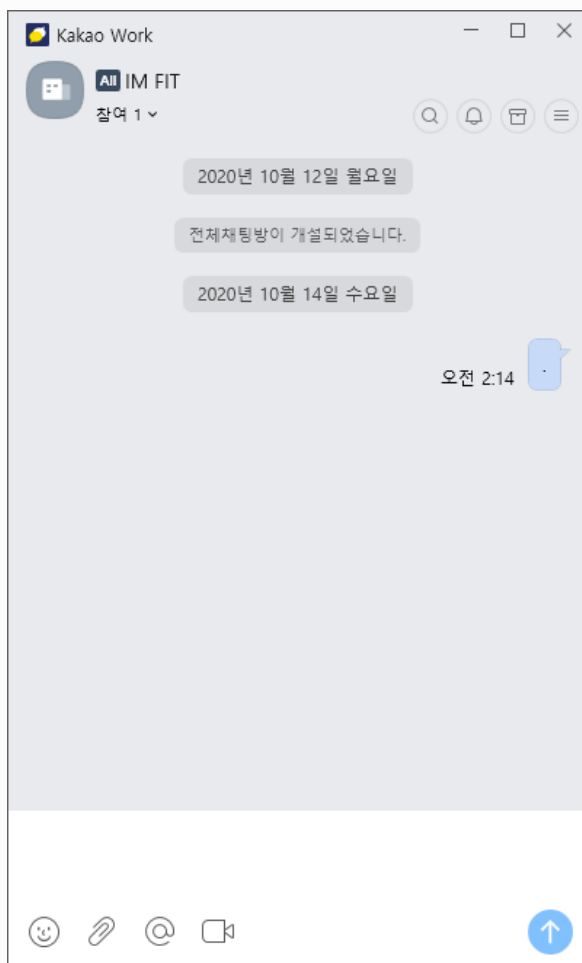 Kakao Work
All IM FIT
참여 1
2020년 10월 12일 월요일
전체채팅방이 개설되었습니다.
2020년 10월 14일 수요일
오전 2:14 .